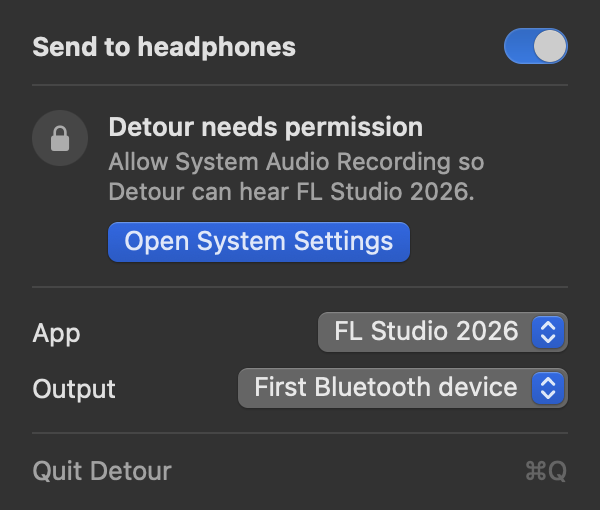 Send to headphones
Detour needs permission
Allow System Audio Recording so
Detour can hear FL Studio 2026.
Open System Settings
App
FL Studio 2026
Output
First Bluetooth device
Quit Detour
⌘Q